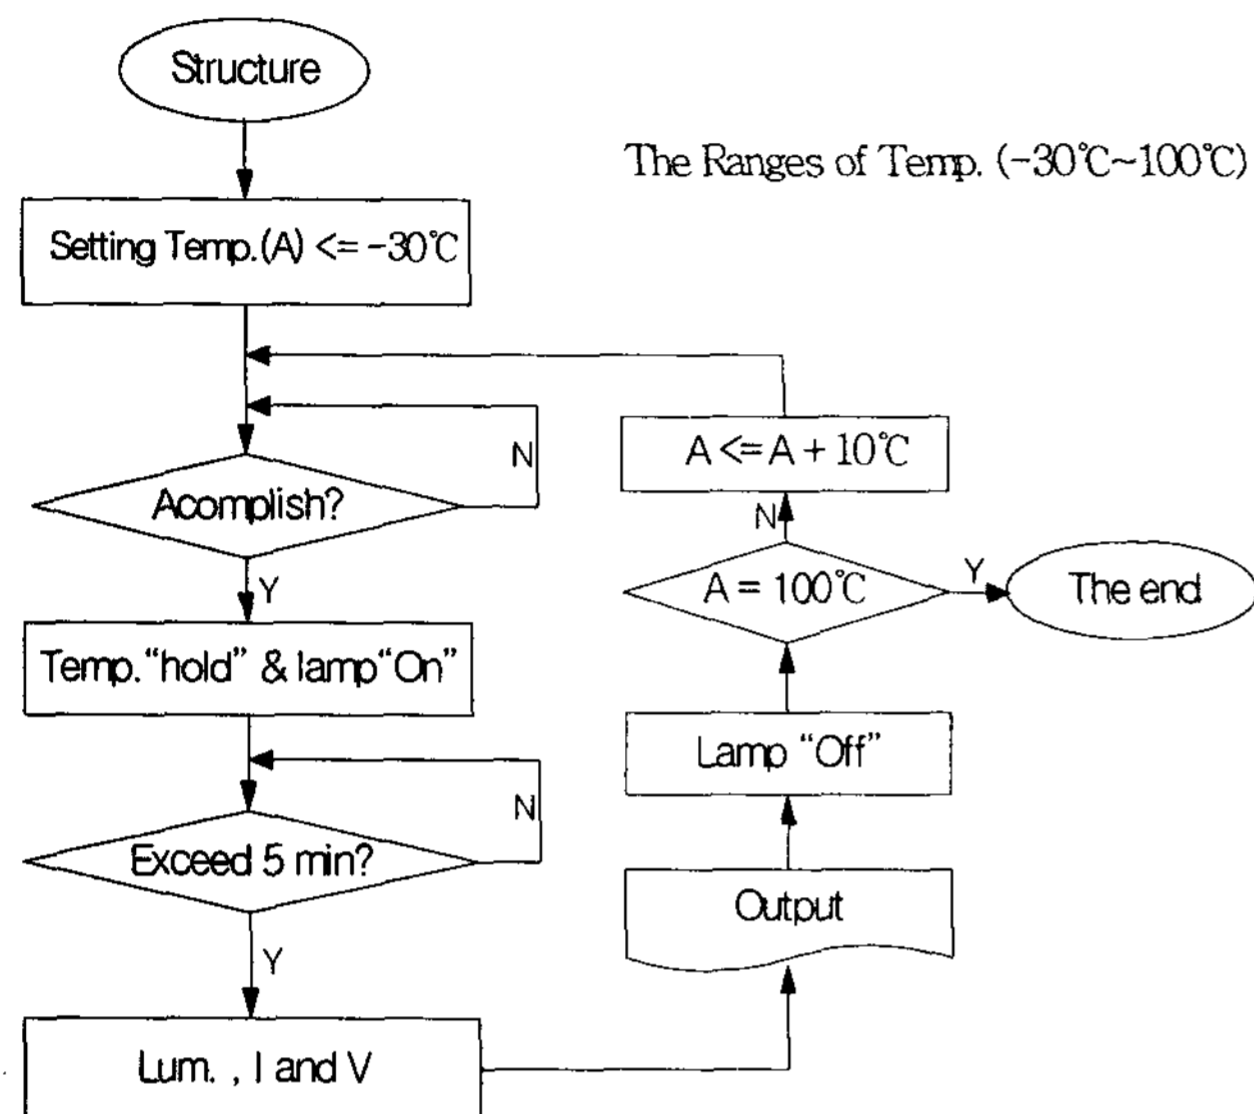 Structure
The Ranges of Temp. (-30℃~100℃)
Setting Temp.(A) <= -30℃
Acomplish?
N
Y
Temp."hold" & lamp"On"
Exceed 5 min?
N
Y
Lum. , I and V
Output
Lamp "Off"
A = 100℃
Y
The end
N
A <= A + 10℃